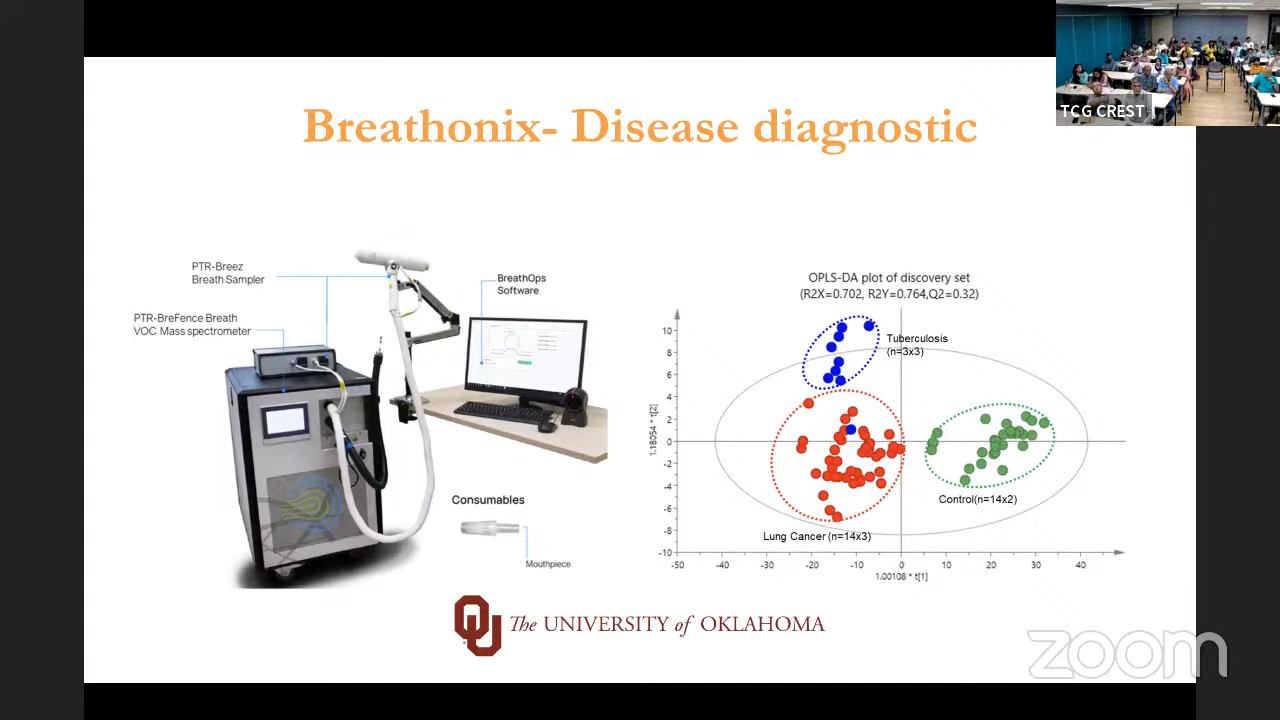 TCG CREST
Breathonix- Disease diagnostic
PTR-Breez
Breath Sampler
PTR-BreFence Breath
VOC Mass spectrometer
BreathOps
Software
Consumables
Mouthpiece
OPLS-DA plot of discovery set
(R2X=0.702, R2Y=0.764,Q2=0.32)
Tuberculosis
(n=3x3)
Control(n=14x2)
Lung Cancer (n=14x3)
1.18054 * t[2]
10
8
6
4
2
0
-2
-4
-6
-8
-10
-50
-40
-30
-20
-10
0
10
20
30
40
1.00108 * t[1]
OU The UNIVERSITY of OKLAHOMA
zoom